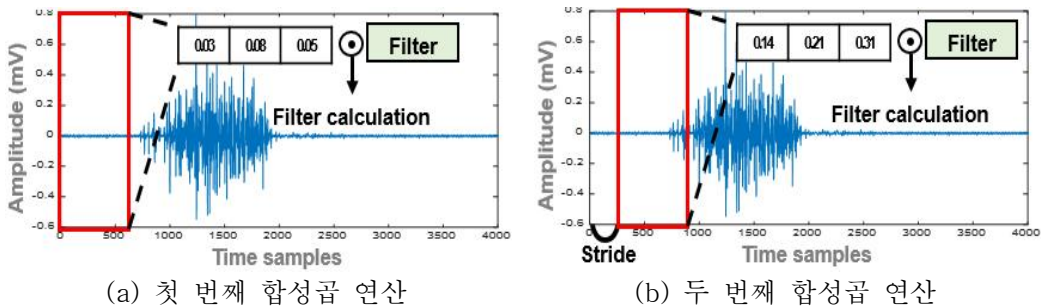 0.8
0.6
0.4
0.2
0
-0.2
-0.4
-0.6
Amplitude (mV)
0.03 0.08 0.05
Filter
Filter calculation
0 500 1000 1500 2000 2500 3000 3500 4000
Time samples
(a) 첫 번째 합성곱 연산
0.8
0.6
0.4
0.2
0
-0.2
-0.4
-0.6
Amplitude (mV)
0.14 0.21 0.31
Filter
Filter calculation
0 500 1000 1500 2000 2500 3000 3500 4000
Stride
Time samples
(b) 두 번째 합성곱 연산